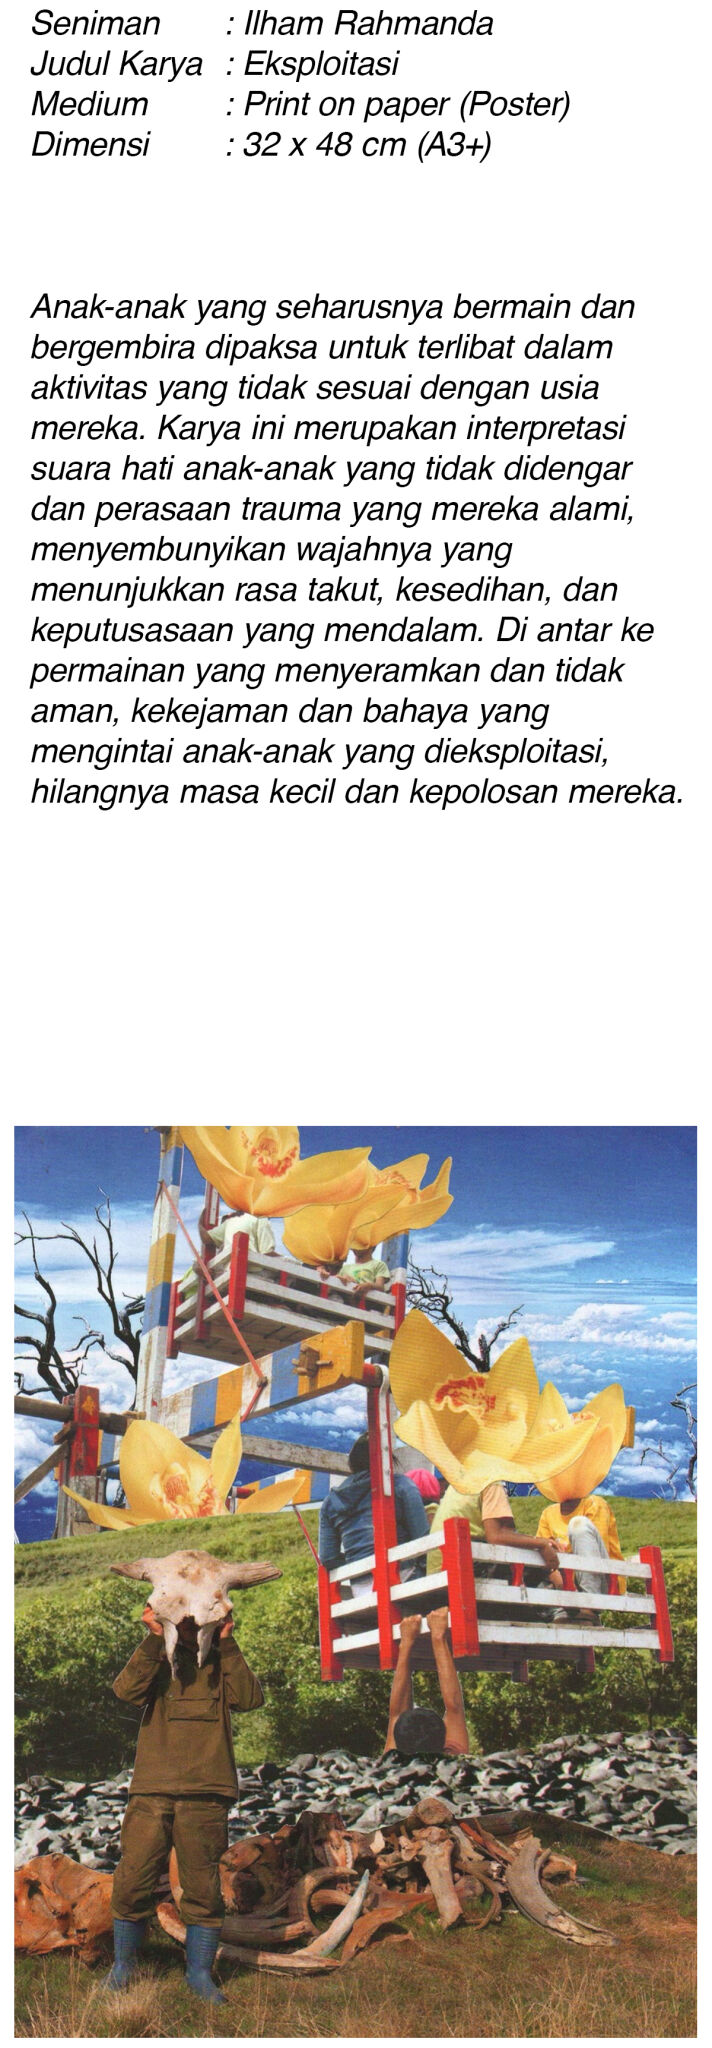 Seniman : Ilham Rahmanda
Judul Karya : Eksploitasi
Medium : Print on paper (Poster)
Dimensi : 32 x 48 cm (A3+)
Anak-anak yang seharusnya bermain dan
bergembira dipaksa untuk terlibat dalam
aktivitas yang tidak sesuai dengan usia
mereka. Karya ini merupakan interpretasi
suara hati anak-anak yang tidak didengar
dan perasaan trauma yang mereka alami,
menyembunyikan wajahnya yang
menunjukkan rasa takut, kesedihan, dan
keputusasaan yang mendalam. Di antar ke
permainan yang menyeramkan dan tidak
aman, kekejaman dan bahaya yang
mengintai anak-anak yang dieksploitasi,
hilangnya masa kecil dan kepolosan mereka.